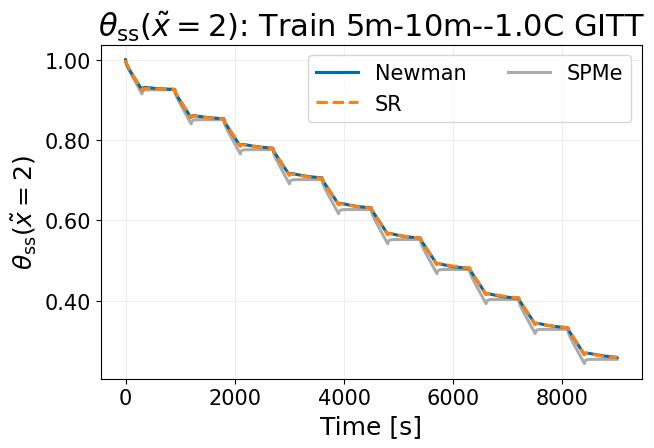 θss(x̃ = 2): Train 5m-10m--1.0C GITT
Newman
SR
SPMe
1.00
0.80
0.60
0.40
θss(x̃ = 2)
0
2000
4000
6000
8000
Time [s]